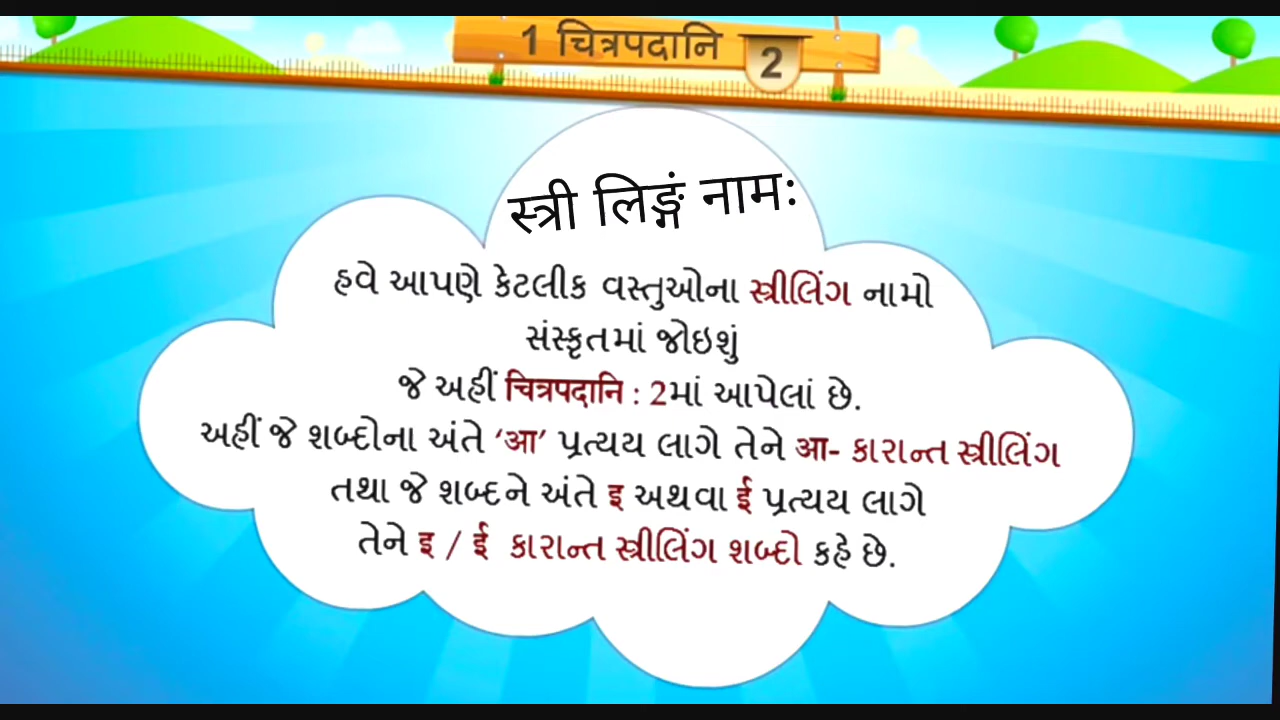 1 चित्रपदानि 2
स्त्री लिङ्गं नामः
હવે આપણે કેટલીક વસ્તુઓના સ્ત્રીલિંગ નામો
સંસ્કૃતમાં જોઇશું
જે અહીં चित्रपदानि : 2માં આપેલાં છે.
અહીં જે શબ્દોના અંતે ‘आ’ પ્રત્યય લાગે તેને आ- કારાન્ત સ્ત્રીલિંગ
તથા જે શબ્દને અંતે इ અથવા ई પ્રત્યય લાગે
તેને इ / ई કારાન્ત સ્ત્રીલિંગ શબ્દો કહે છે.